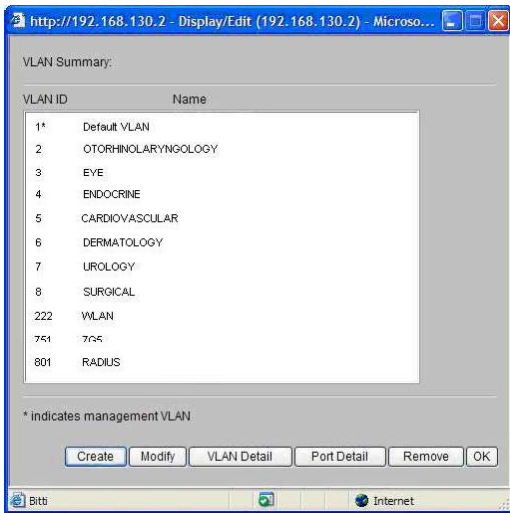 http://192.168.130.2 - Display/Edit (192.168.130.2) - Microso...
VLAN Summary:
VLAN ID Name
1* Default VLAN
2 OTORHINOLARYNGOLOGY
3 EYE
4 ENDOCRINE
5 CARDIOVASCULAR
6 DERMATOLOGY
7 UROLOGY
8 SURGICAL
222 WLAN
751 7G5
801 RADIUS
* indicates management VLAN
Create Modify VLAN Detail Port Detail Remove OK
Bitti Internet